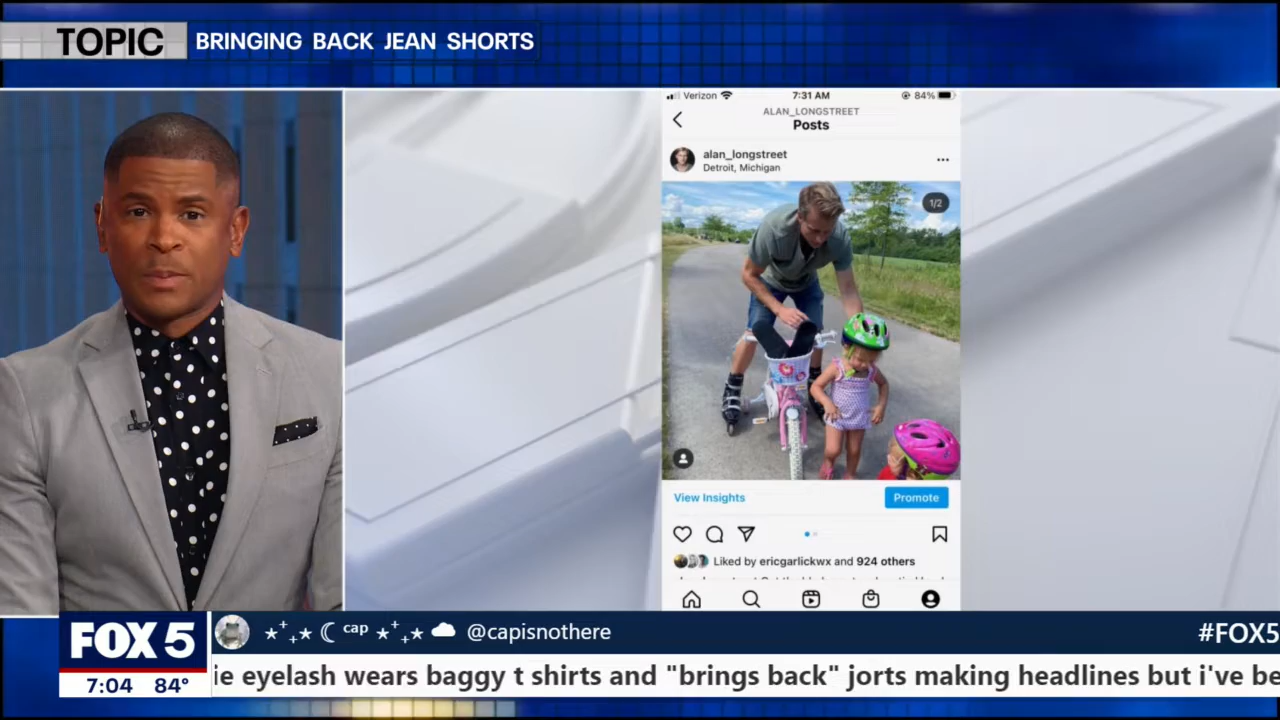 TOPIC BRINGING BACK JEAN SHORTS
Verizon 7:31 AM 84%
ALAN_LONGSTREET
Posts
alan_longstreet
Detroit, Michigan
1/2
View Insights Promote
Liked by ericgarlickwx and 924 others
FOX 5
7:04 84°
cap @capisnothere #FOX5
ie eyelash wears baggy t shirts and "brings back" jorts making headlines but i've be